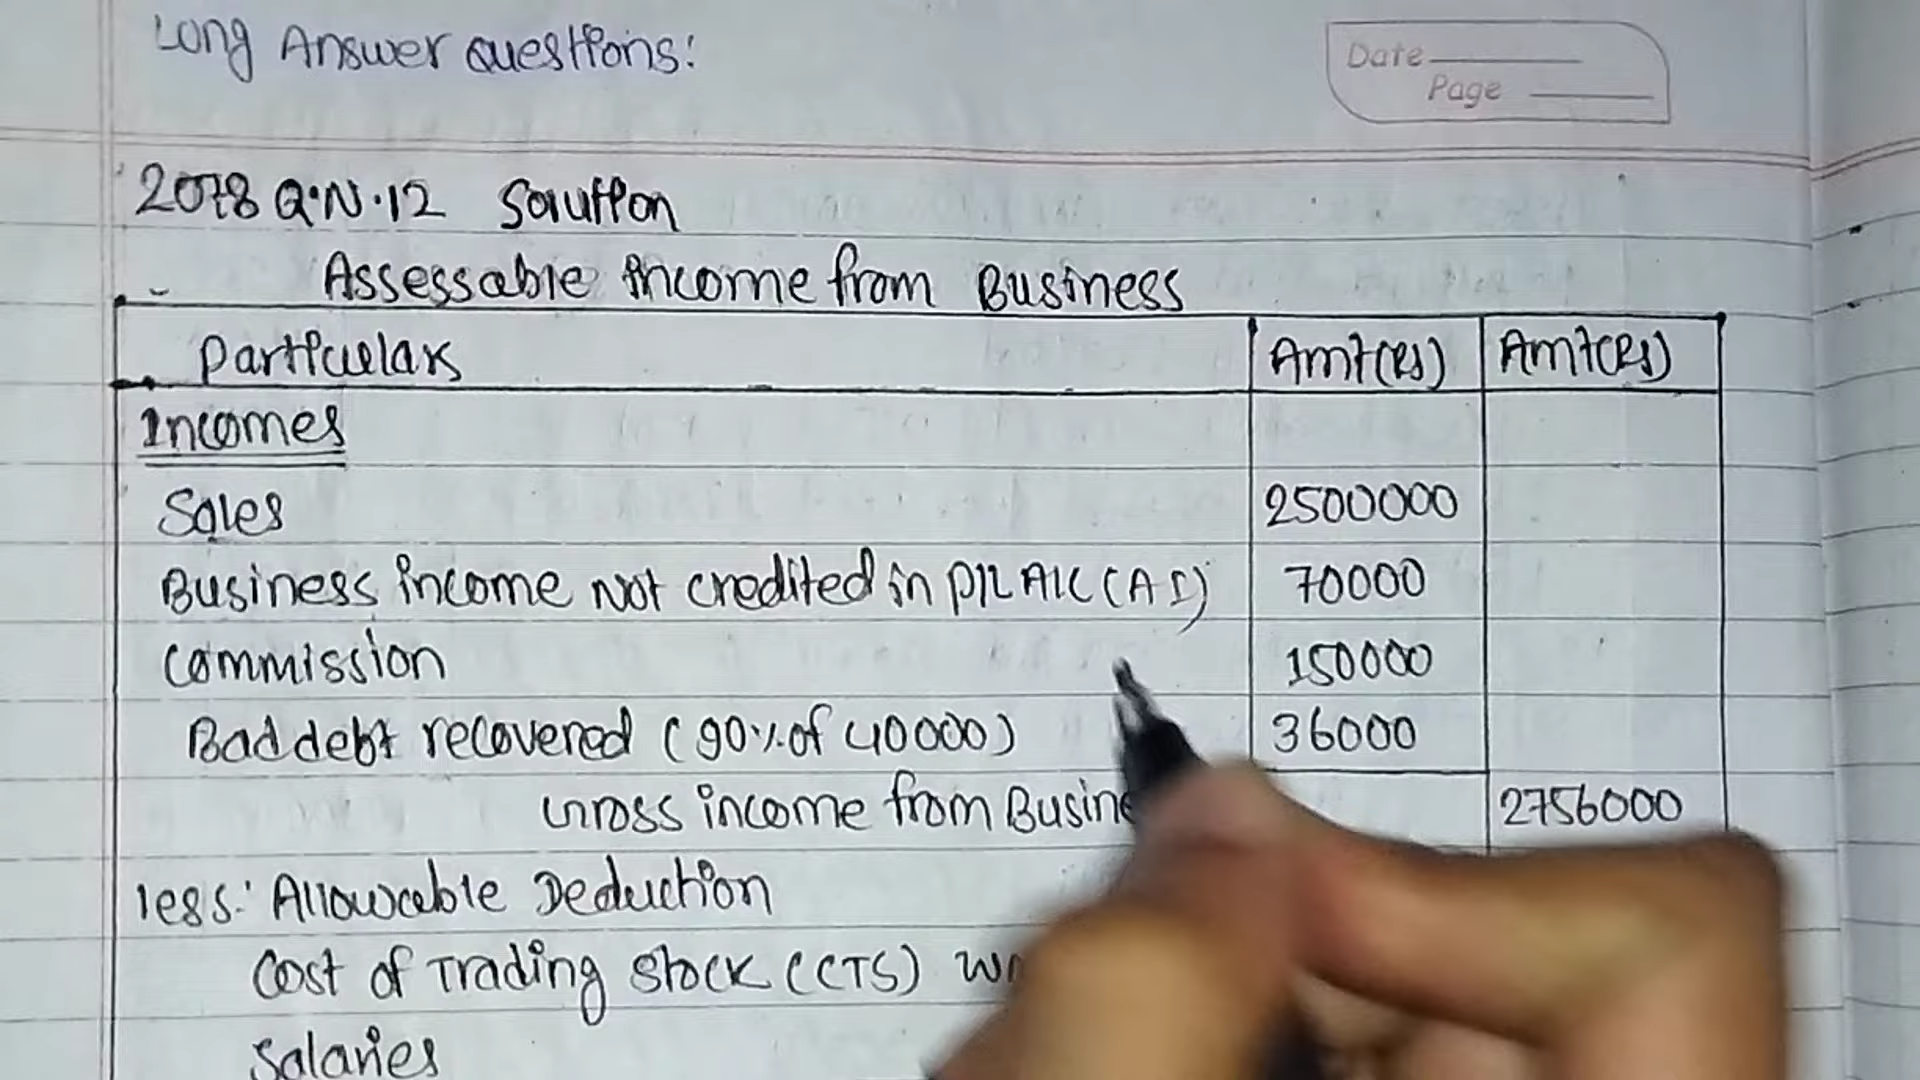 Long Answer questions:
Date
Page
2078 Q.N.12 Solution
Assessable income from Business
Particulars Amt(Rs) Amt(Rs)
Incomes
Sales 2500000
Business income not credited in P/L A/C (A I) 70000
Commission 150000
Bad debt recovered (90% of 40000) 36000
Gross income from Busine 2756000
less: Allowable Deduction
Cost of Trading stock (CTS)
Salaries